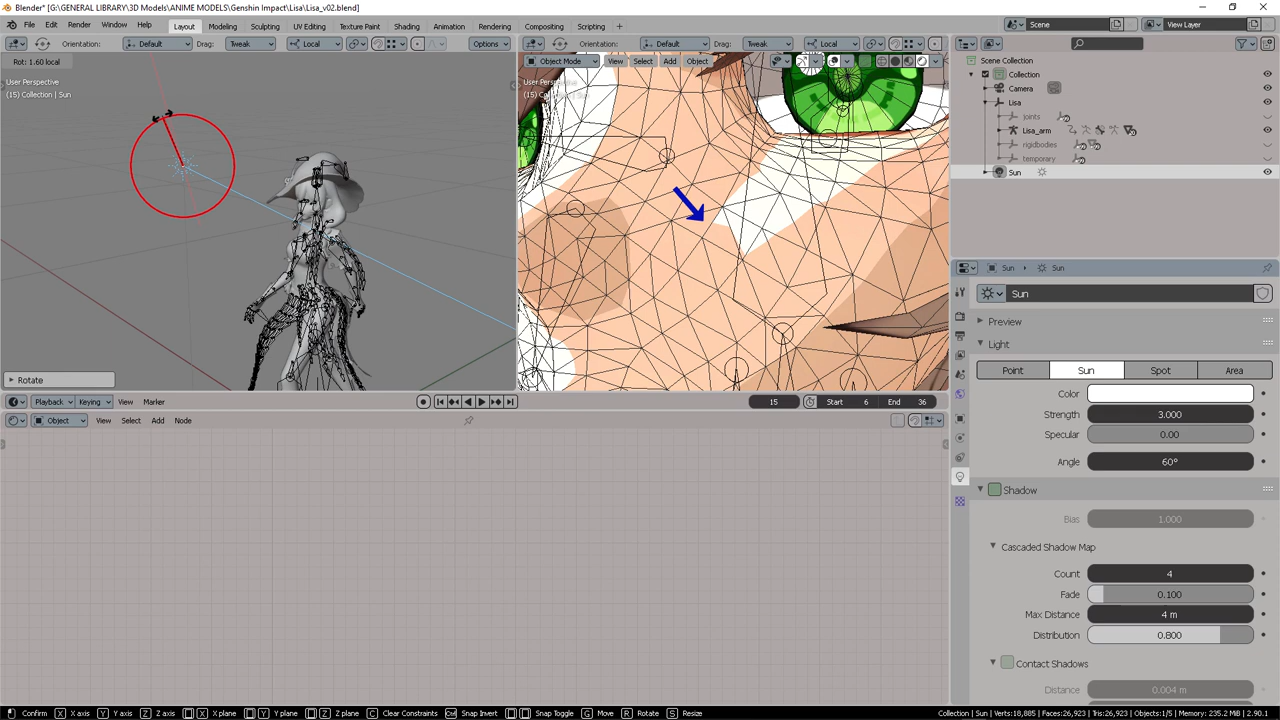 Blender* [G:\GENERAL LIBRARY\3D Models\ANIME MODELS\Genshin Impact\Lisa\Lisa_v02.blend]
File Edit Render Window Help Layout Modeling Sculpting UV Editing Texture Paint Shading Animation Rendering Compositing Scripting Scene View Layer
Orientation: Default Drag: Tweak Local Options Orientation: Default Drag: Tweak Local
Rot: 1.60 local
Object Mode View Select Add Object
User Perspective
(15) Collection | Sun
User Perspective
(15) Collection | Sun
Scene Collection
Collection
Camera
Lisa
joints
Lisa_arm
rigidbodies
temporary
Sun
Sun Sun
Sun
Preview
Light
Point Sun Spot Area
Color
Strength 3.000
Specular 0.00
Angle 60°
Shadow
Bias 1.000
Cascaded Shadow Map
Count 4
Fade 0.100
Max Distance 4 m
Distribution 0.800
Contact Shadows
Distance 0.004 m
Rotate
Playback Keying View Marker 15 Start 6 End 36
Object View Select Add Node
Confirm X X axis Y Y axis Z Z axis X X plane Y Y plane Z Z plane C Clear Constraints Snap Invert Snap Toggle G Move R Rotate S Resize Collection | Sun | Verts:18,885 | Faces:26,923 | Tris:26,923 | Objects:1/5 | Memory: 235.2 MiB | 2.90.1